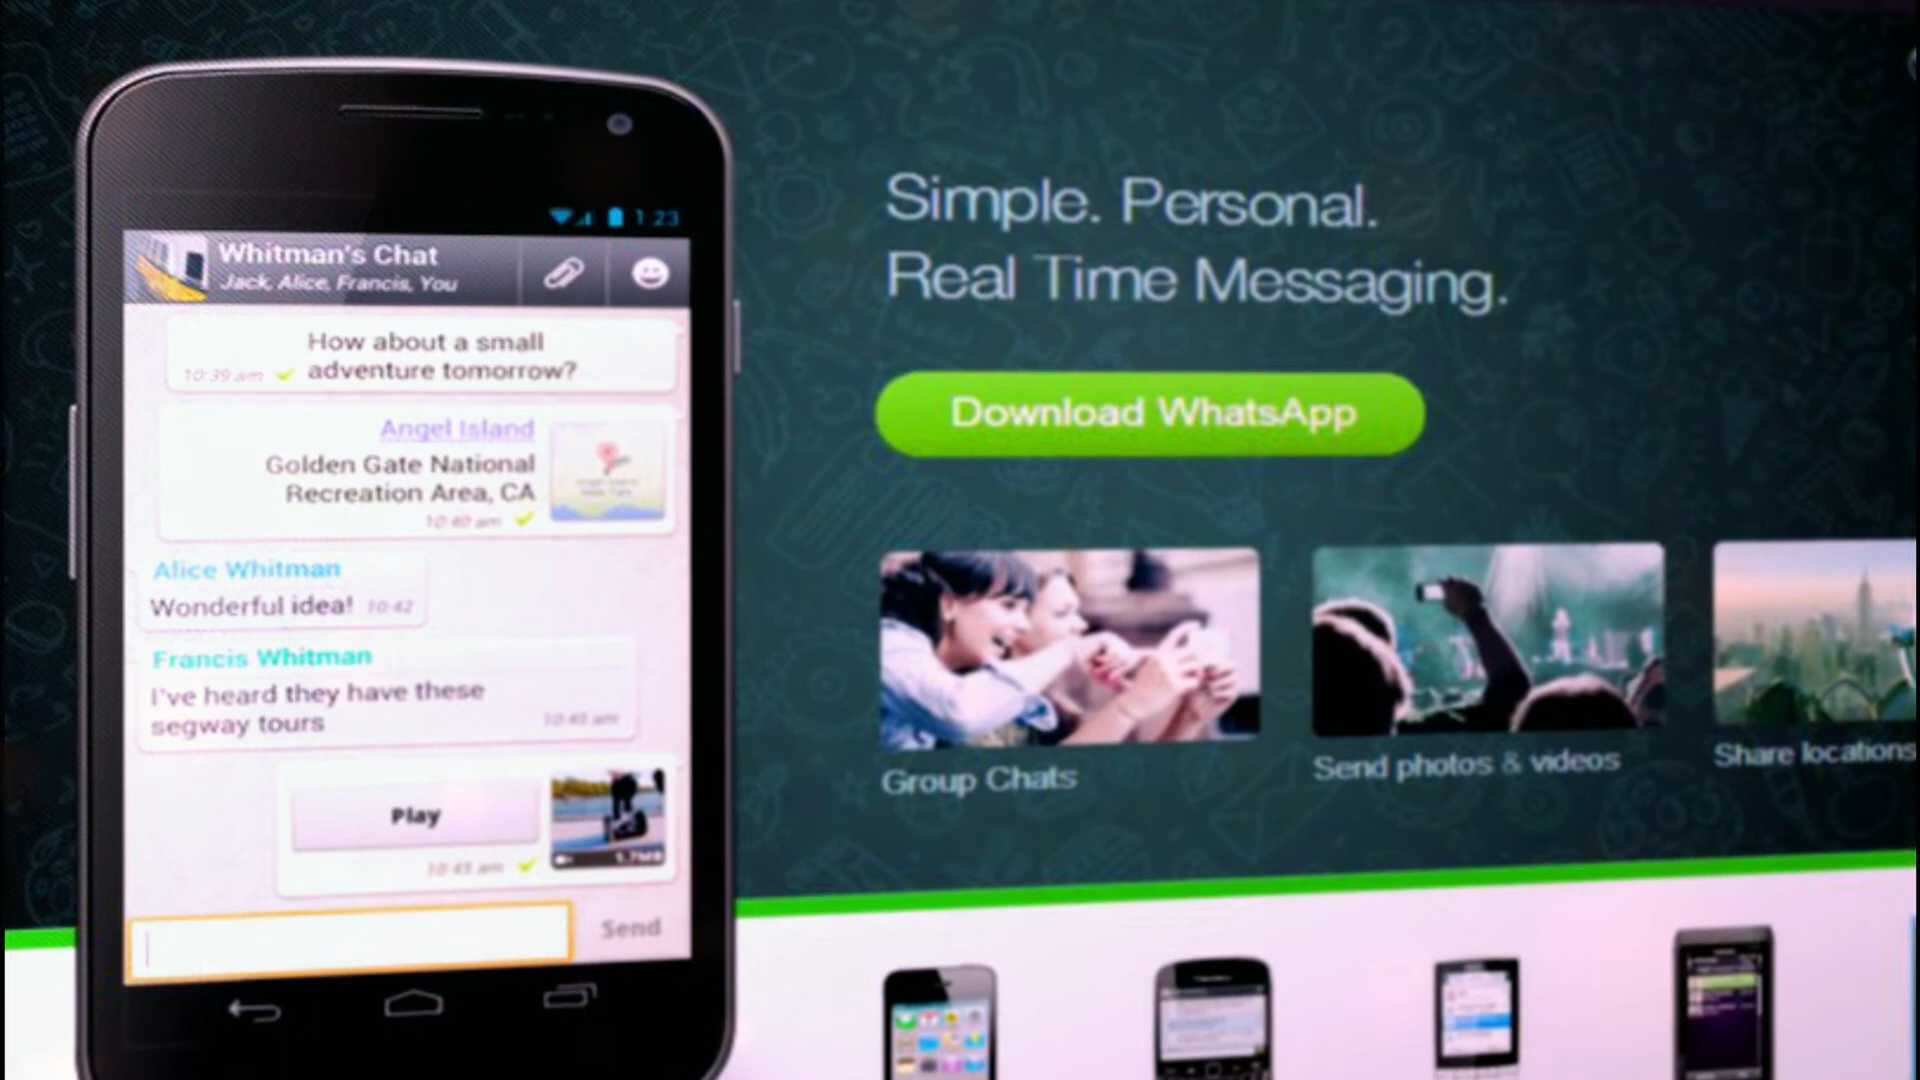 1:23
Whitman's Chat
Jack, Alice, Francis, You
How about a small
adventure tomorrow?
10:39 am
Angel Island
Golden Gate National
Recreation Area, CA
10:40 am
Alice Whitman
Wonderful idea! 10:42
Francis Whitman
I've heard they have these
segway tours
10:45 am
Play
1.7MB
10:45 am
Send
Simple. Personal.
Real Time Messaging.
Download WhatsApp
Group Chats
Send photos & videos
Share locations